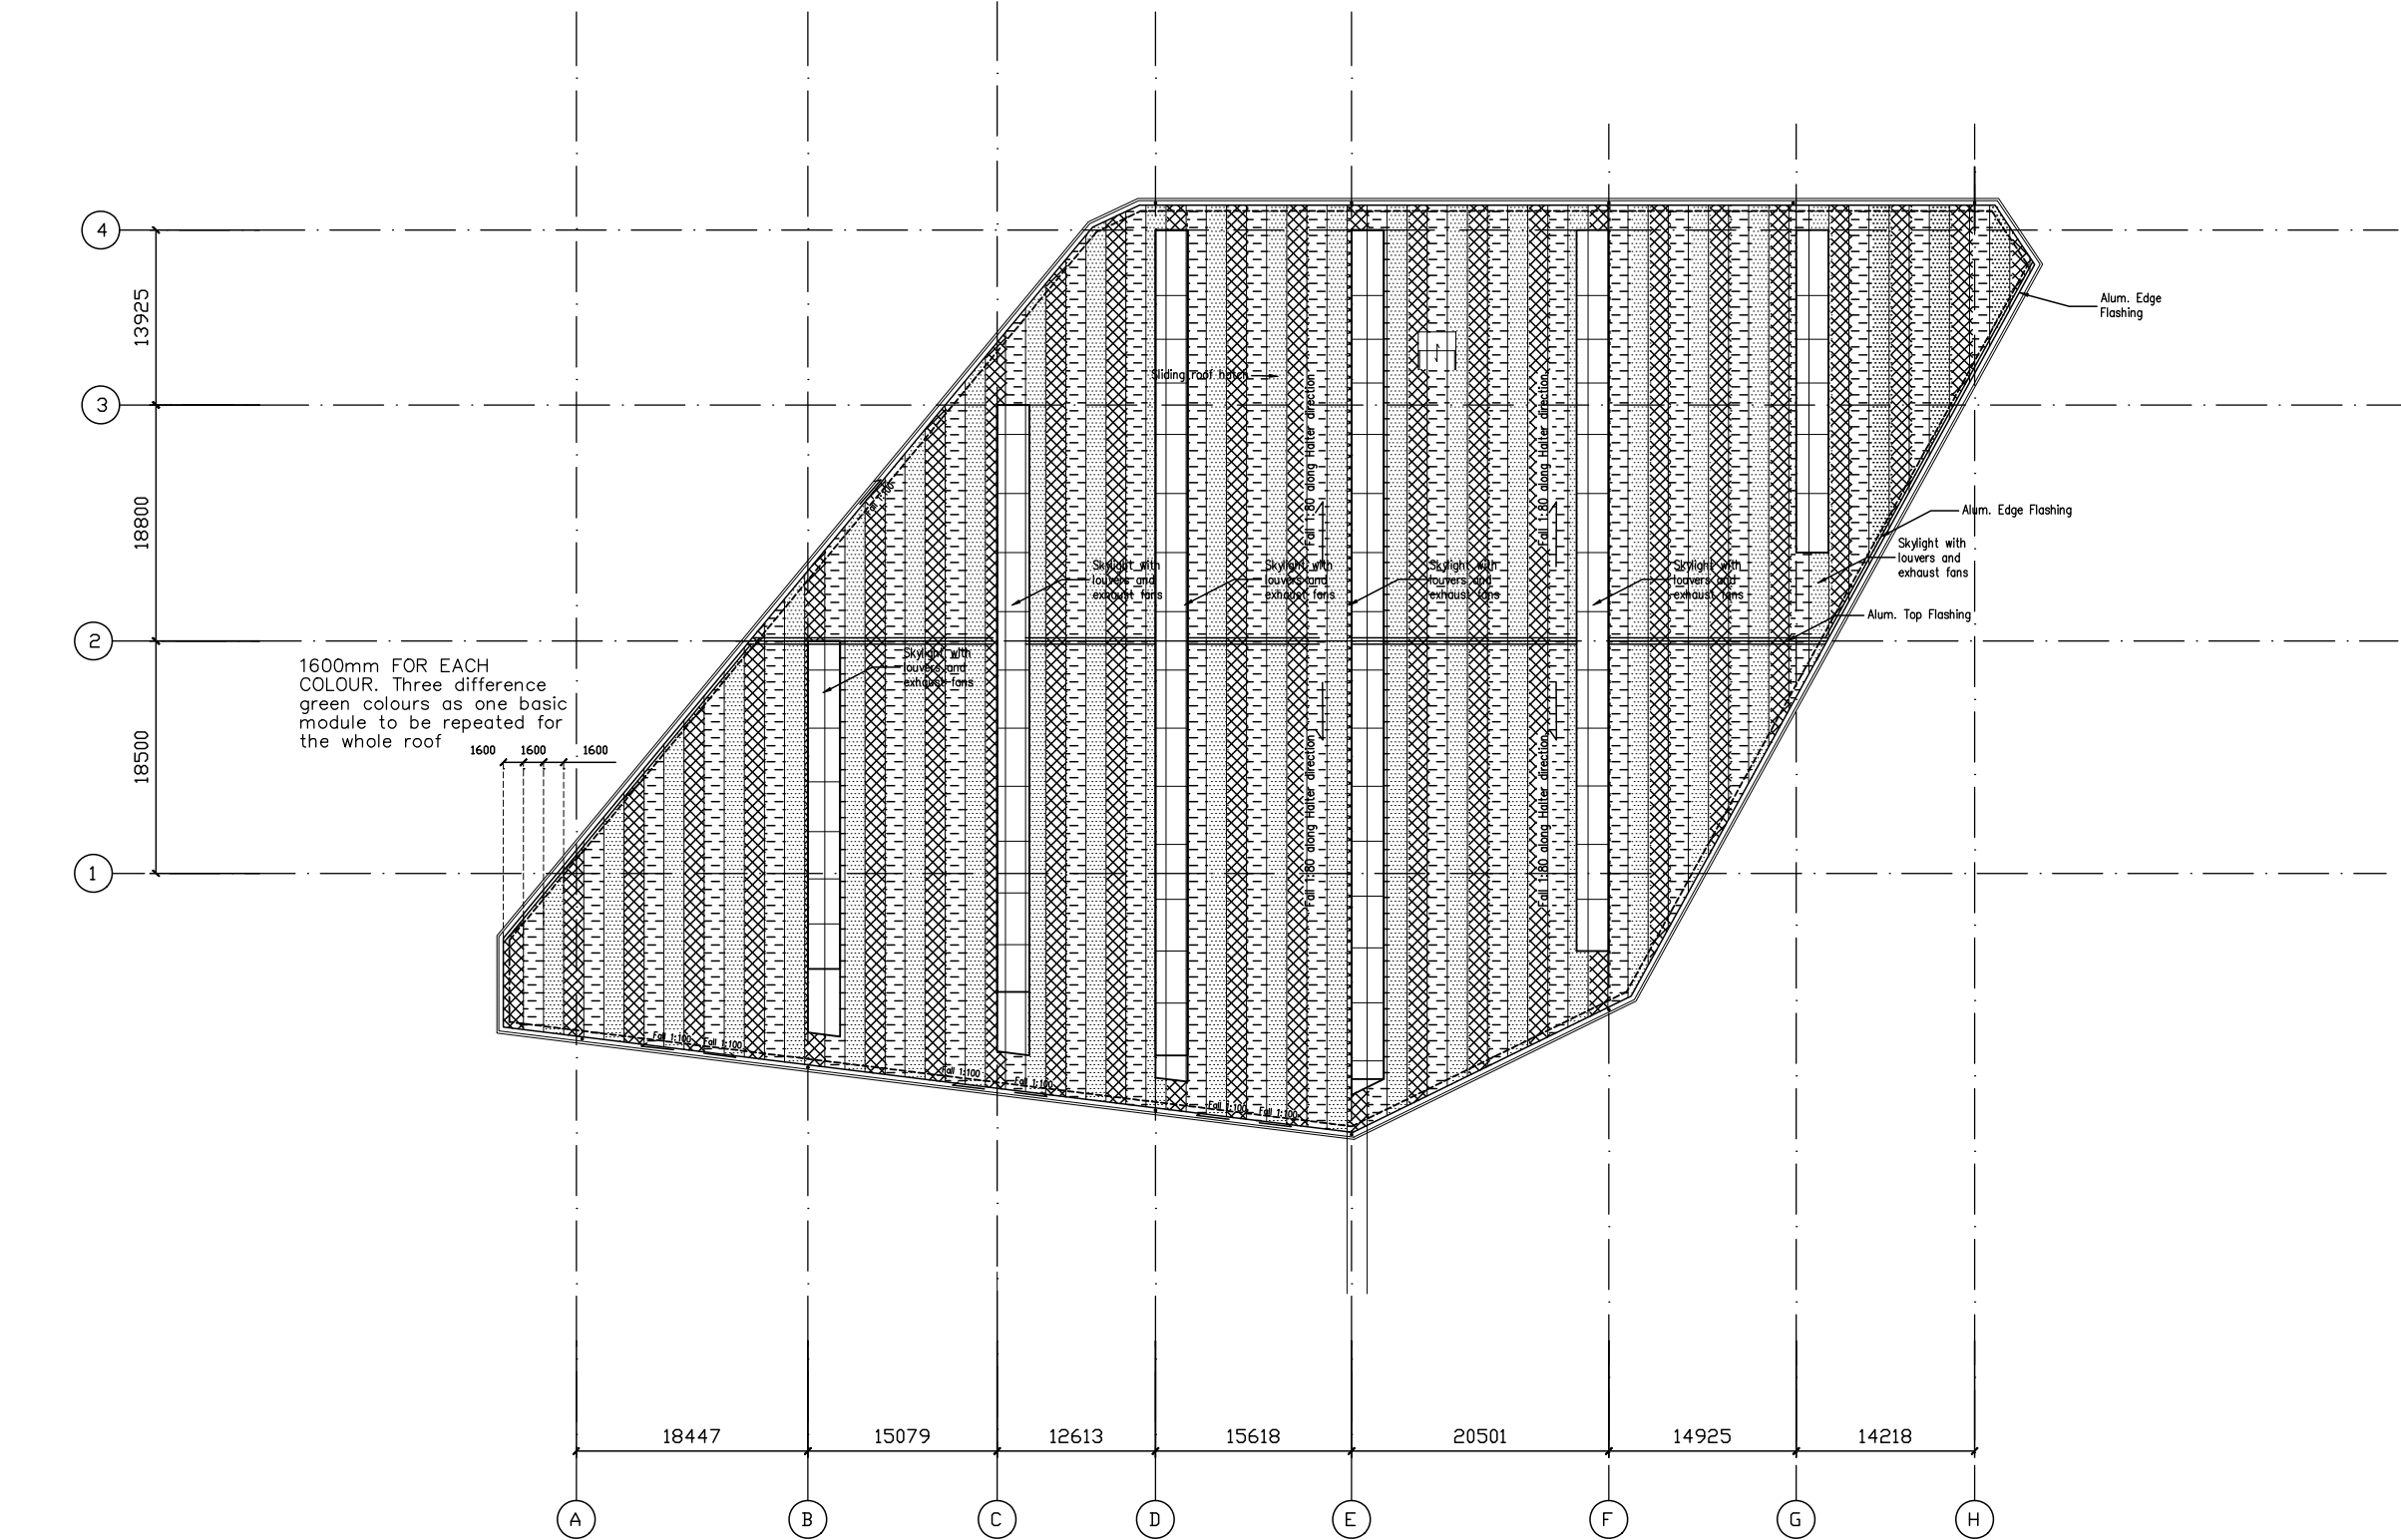 4
13925
Alum. Edge
Flashing
Sliding roof hatch
3
Fall 1:80 along Halter direction
Fall 1:80 along Halter direction
Fall 1:100
18800
Alum. Edge Flashing
Skylight with
louvers and
exhaust fans
Skylight with
louvers and
exhaust fans
Skylight with
louvers and
exhaust fans
Skylight with
louvers and
exhaust fans
Skylight with
louvers and
exhaust fans
Alum. Top Flashing
2
Skylight with
louvers and
exhaust fans
1600mm FOR EACH
COLOUR. Three difference
green colours as one basic
module to be repeated for
the whole roof
1600 1600 1600
18500
Fall 1:80 along Halter direction
Fall 1:80 along Halter direction
1
Fall 1:100
Fall 1:100
Fall 1:100
Fall 1:100
Fall 1:100
Fall 1:100
18447 15079 12613 15618 20501 14925 14218
A B C D E F G H